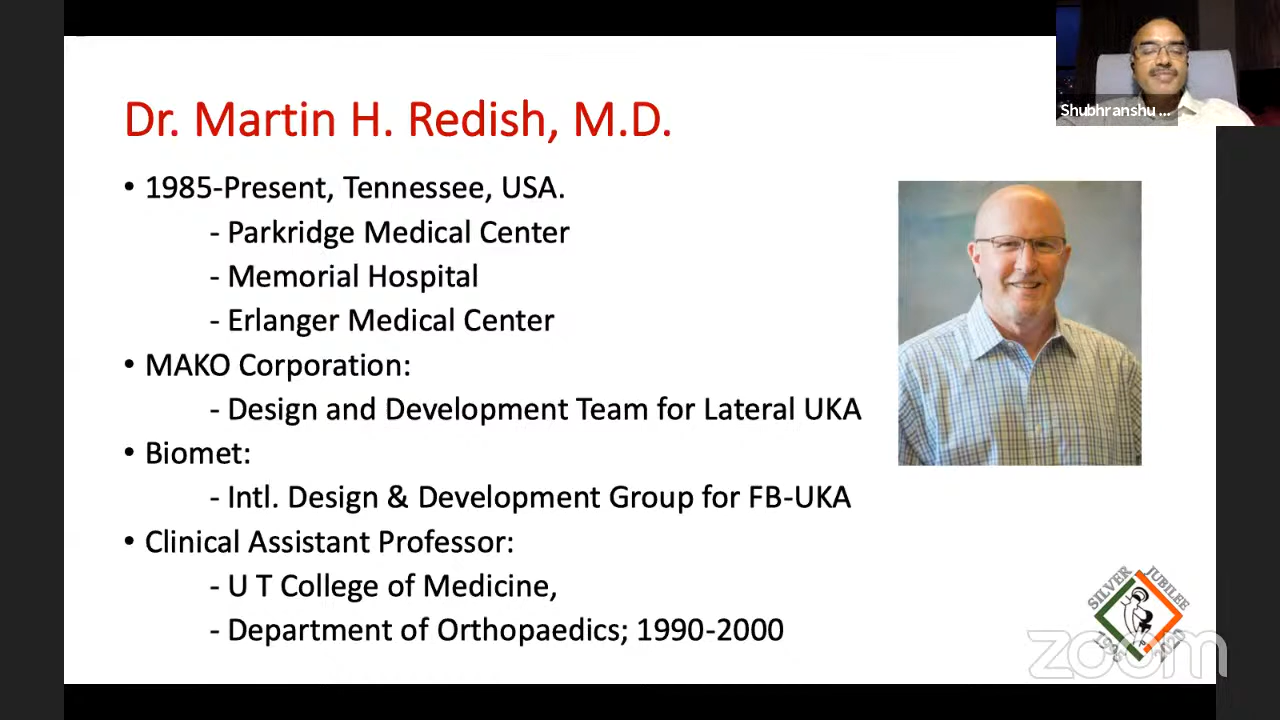 Dr. Martin H. Redish, M.D.
Shubhranshu ...
• 1985-Present, Tennessee, USA.
- Parkridge Medical Center
- Memorial Hospital
- Erlanger Medical Center
• MAKO Corporation:
- Design and Development Team for Lateral UKA
• Biomet:
- Intl. Design & Development Group for FB-UKA
• Clinical Assistant Professor:
- U T College of Medicine,
- Department of Orthopaedics; 1990-2000
SILVER JUBILEE
zoom